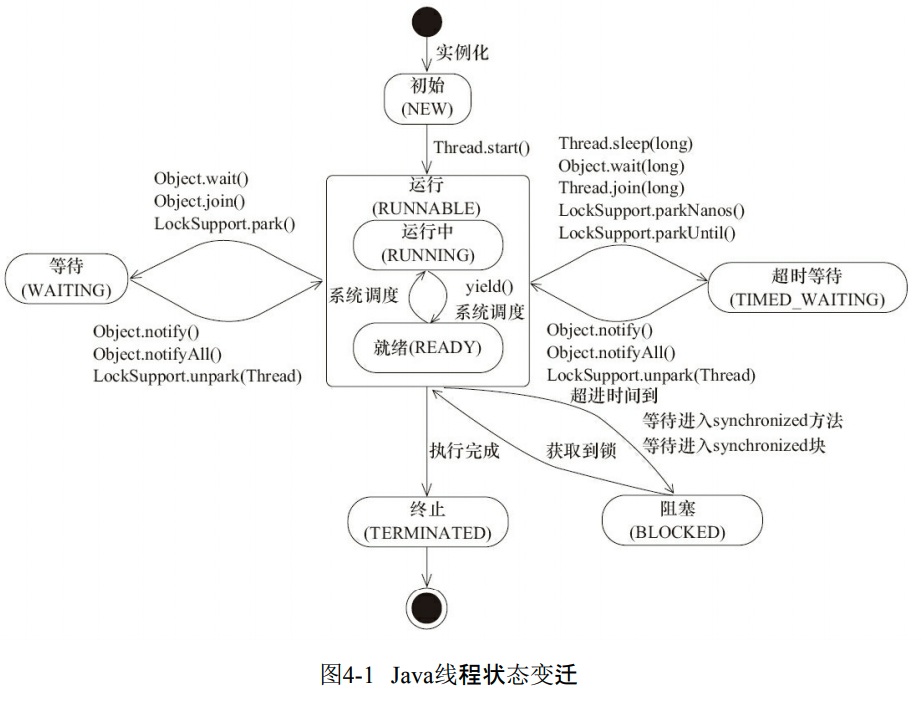 实例化
初始
(NEW)
Thread.start()
Object.wait()
Object.join()
LockSupport.park()
Thread.sleep(long)
Object.wait(long)
Thread.join(long)
LockSupport.parkNanos()
LockSupport.parkUntil()
运行
(RUNNABLE)
运行中
(RUNNING)
系统调度
yield()
系统调度
就绪(READY)
等待
(WAITING)
超时等待
(TIMED_WAITING)
Object.notify()
Object.notifyAll()
LockSupport.unpark(Thread)
Object.notify()
Object.notifyAll()
LockSupport.unpark(Thread)
超进时间到
等待进入synchronized方法
等待进入synchronized块
执行完成
获取到锁
终止
(TERMINATED)
阻塞
(BLOCKED)
图4-1 Java线程状态变迁